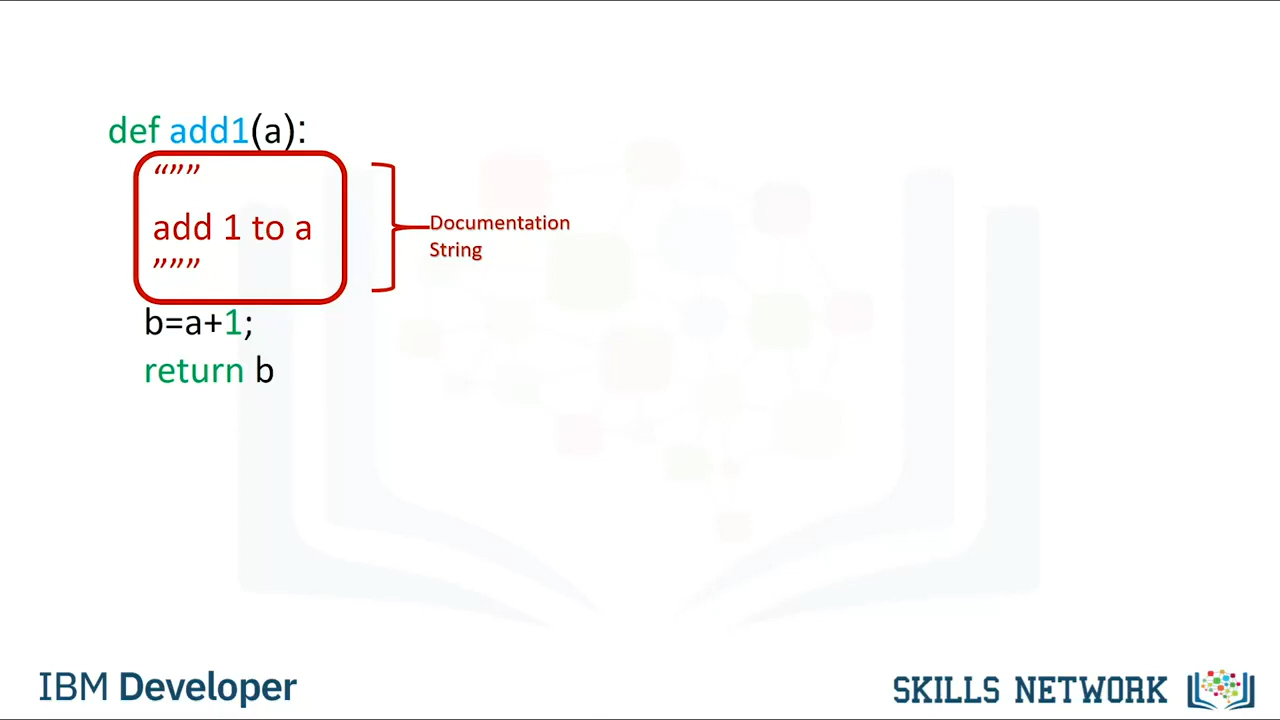 def add1(a):
“””
add 1 to a
”””
b=a+1;
return b
Documentation
String
IBM Developer
SKILLS NETWORK